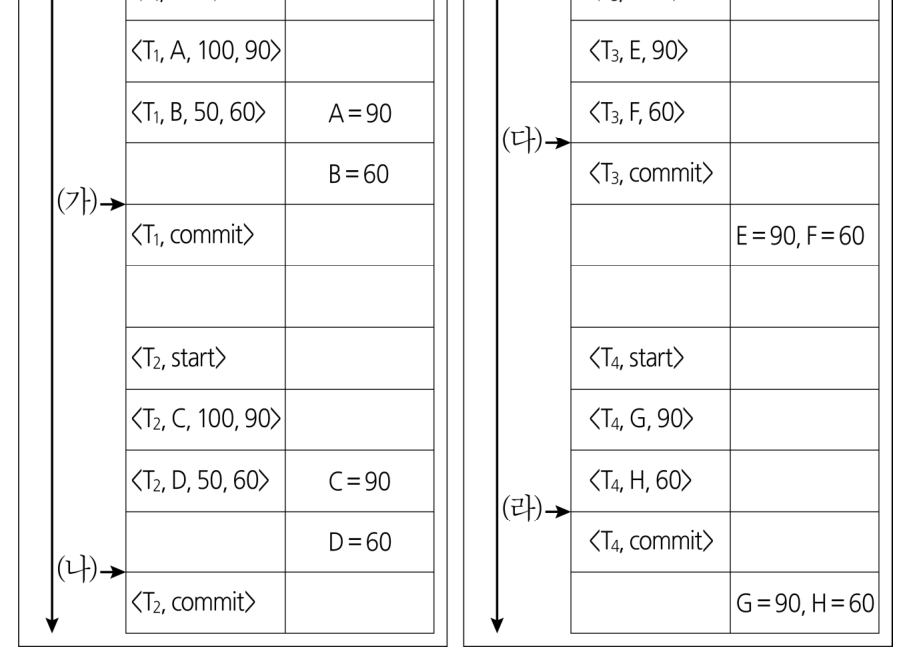 <T₁, A, 100, 90>
<T₁, B, 50, 60> A=90
B=60
(가)
<T₁, commit>
<T₂, start>
<T₂, C, 100, 90>
<T₂, D, 50, 60> C=90
D=60
(나)
<T₂, commit>
<T₃, E, 90>
<T₃, F, 60>
(다)
<T₃, commit>
E=90, F=60
<T₄, start>
<T₄, G, 90>
<T₄, H, 60>
(라)
<T₄, commit>
G=90, H=60